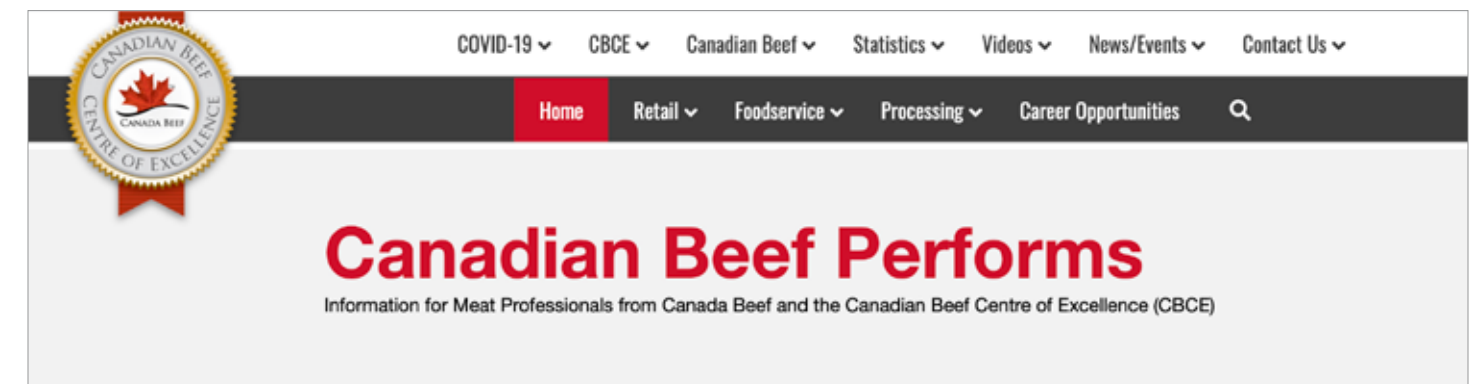 CANADIAN BEEF
CENTRE OF EXCELLENCE
CANADA BEEF
COVID-19 CBCE Canadian Beef Statistics Videos News/Events Contact Us
Home Retail Foodservice Processing Career Opportunities
Canadian Beef Performs
Information for Meat Professionals from Canada Beef and the Canadian Beef Centre of Excellence (CBCE)